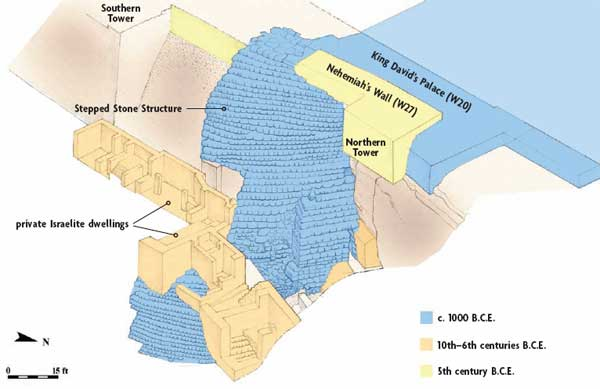 Southern
Tower
King David's Palace (W20)
Nehemiah's Wall (W27)
Stepped Stone Structure
Northern
Tower
private Israelite dwellings
c. 1000 B.C.E.
10th–6th centuries B.C.E.
5th century B.C.E.
N
0 15 ft